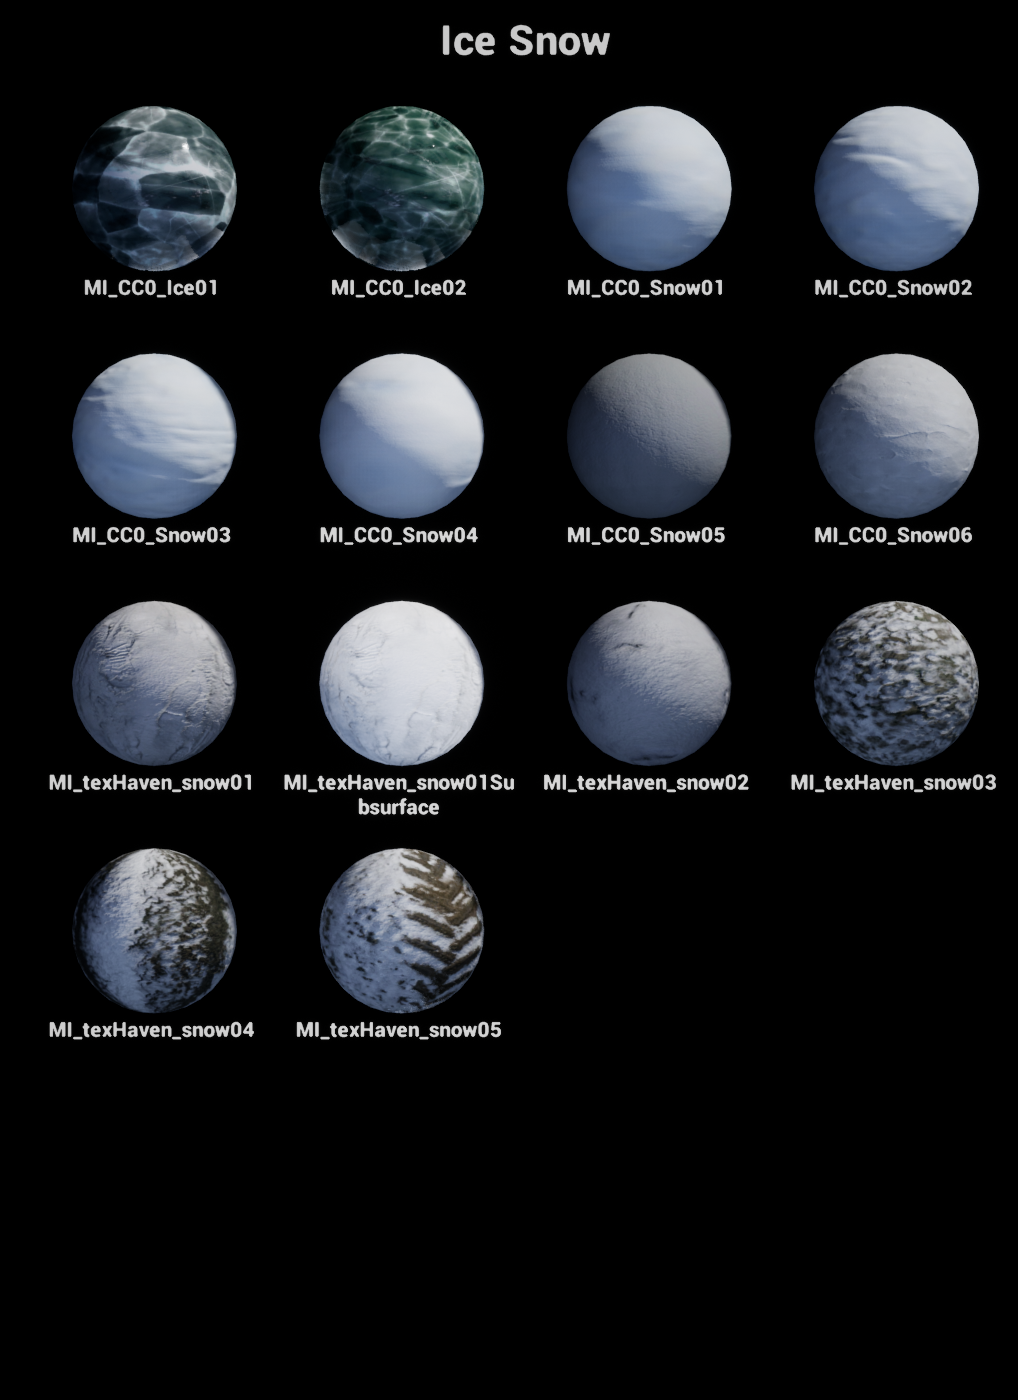 Ice Snow
MI_CC0_Ice01
MI_CC0_Ice02
MI_CC0_Snow01
MI_CC0_Snow02
MI_CC0_Snow03
MI_CC0_Snow04
MI_CC0_Snow05
MI_CC0_Snow06
MI_texHaven_snow01
MI_texHaven_snow01Su
bsurface
MI_texHaven_snow02
MI_texHaven_snow03
MI_texHaven_snow04
MI_texHaven_snow05